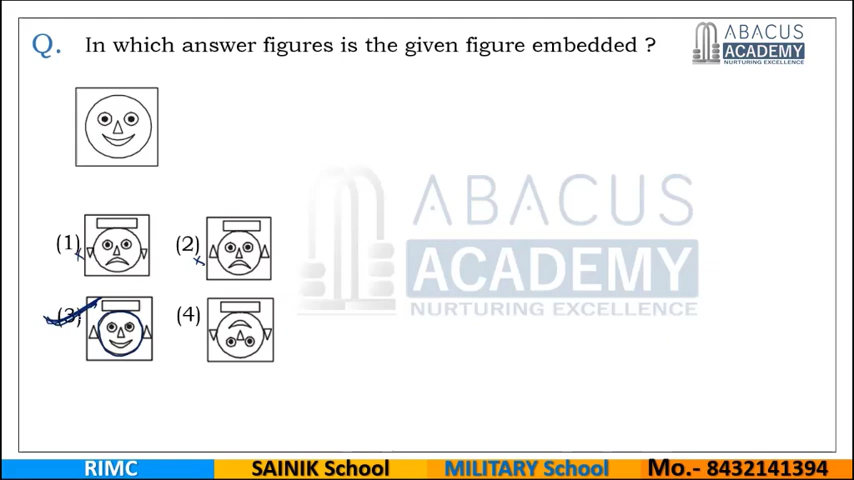 Q. In which answer figures is the given figure embedded ?
ABACUS
ACADEMY
NURTURING EXCELLENCE
(1)
(2)
(3)
(4)
ABACUS
ACADEMY
NURTURING EXCELLENCE
RIMC SAINIK School MILITARY School Mo.- 8432141394